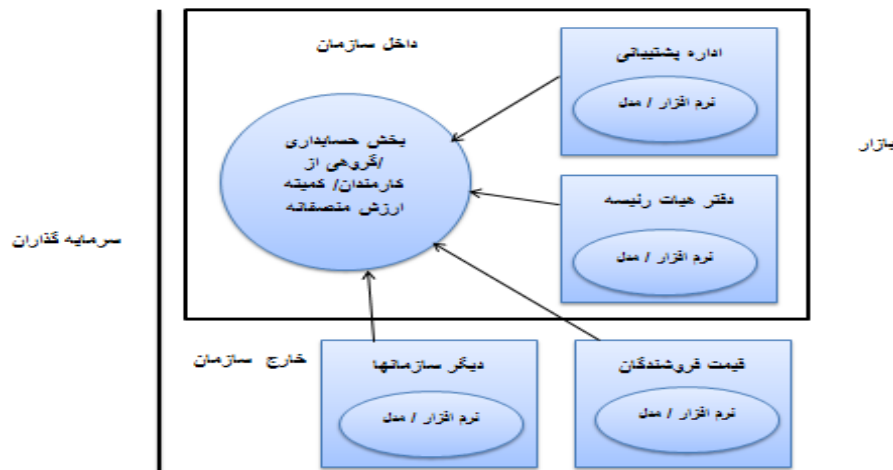 داخل سازمان
اداره پشتیبانی
نرم افزار / مدل
بازار
بخش حسابداری
/گروهی از
کارمندان/ کمیته
ارزش منصفانه
دفتر هیات رئیسه
نرم افزار / مدل
سرمایه گذاران
خارج سازمان
دیگر سازمانها
نرم افزار / مدل
قیمت فروشندگان
نرم افزار / مدل